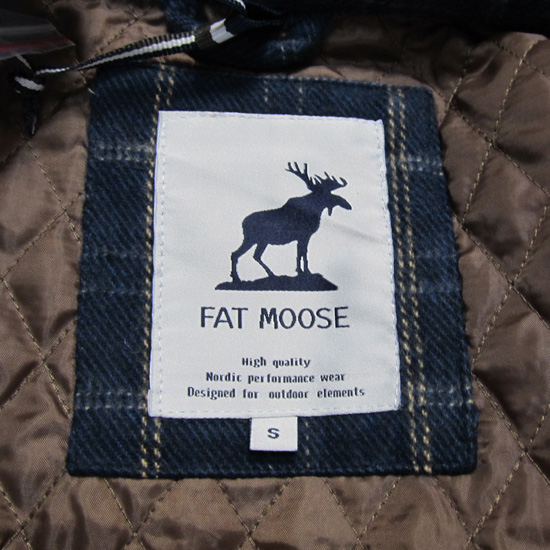 FAT MOOSE
High quality
Nordic performance wear
Designed for outdoor elements
S